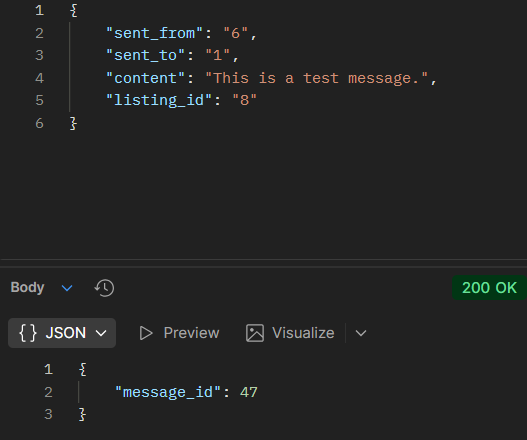 1 {
2 "sent_from": "6",
3 "sent_to": "1",
4 "content": "This is a test message.",
5 "listing_id": "8"
6 }
Body 200 OK
{} JSON Preview Visualize
1 {
2 "message_id": 47
3 }